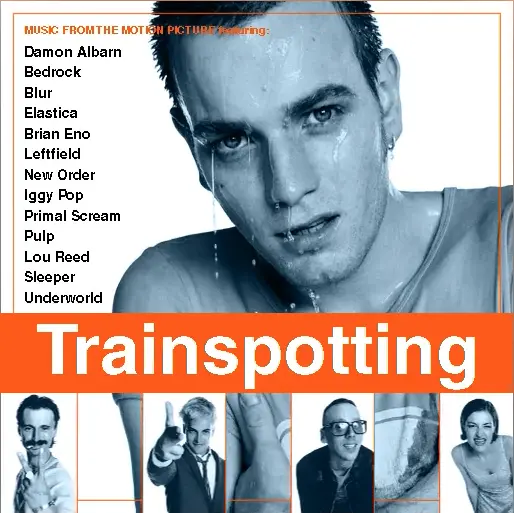 MUSIC FROM THE MOTION PICTURE featuring:
Damon Albarn
Bedrock
Blur
Elastica
Brian Eno
Leftfield
New Order
Iggy Pop
Primal Scream
Pulp
Lou Reed
Sleeper
Underworld
Trainspotting